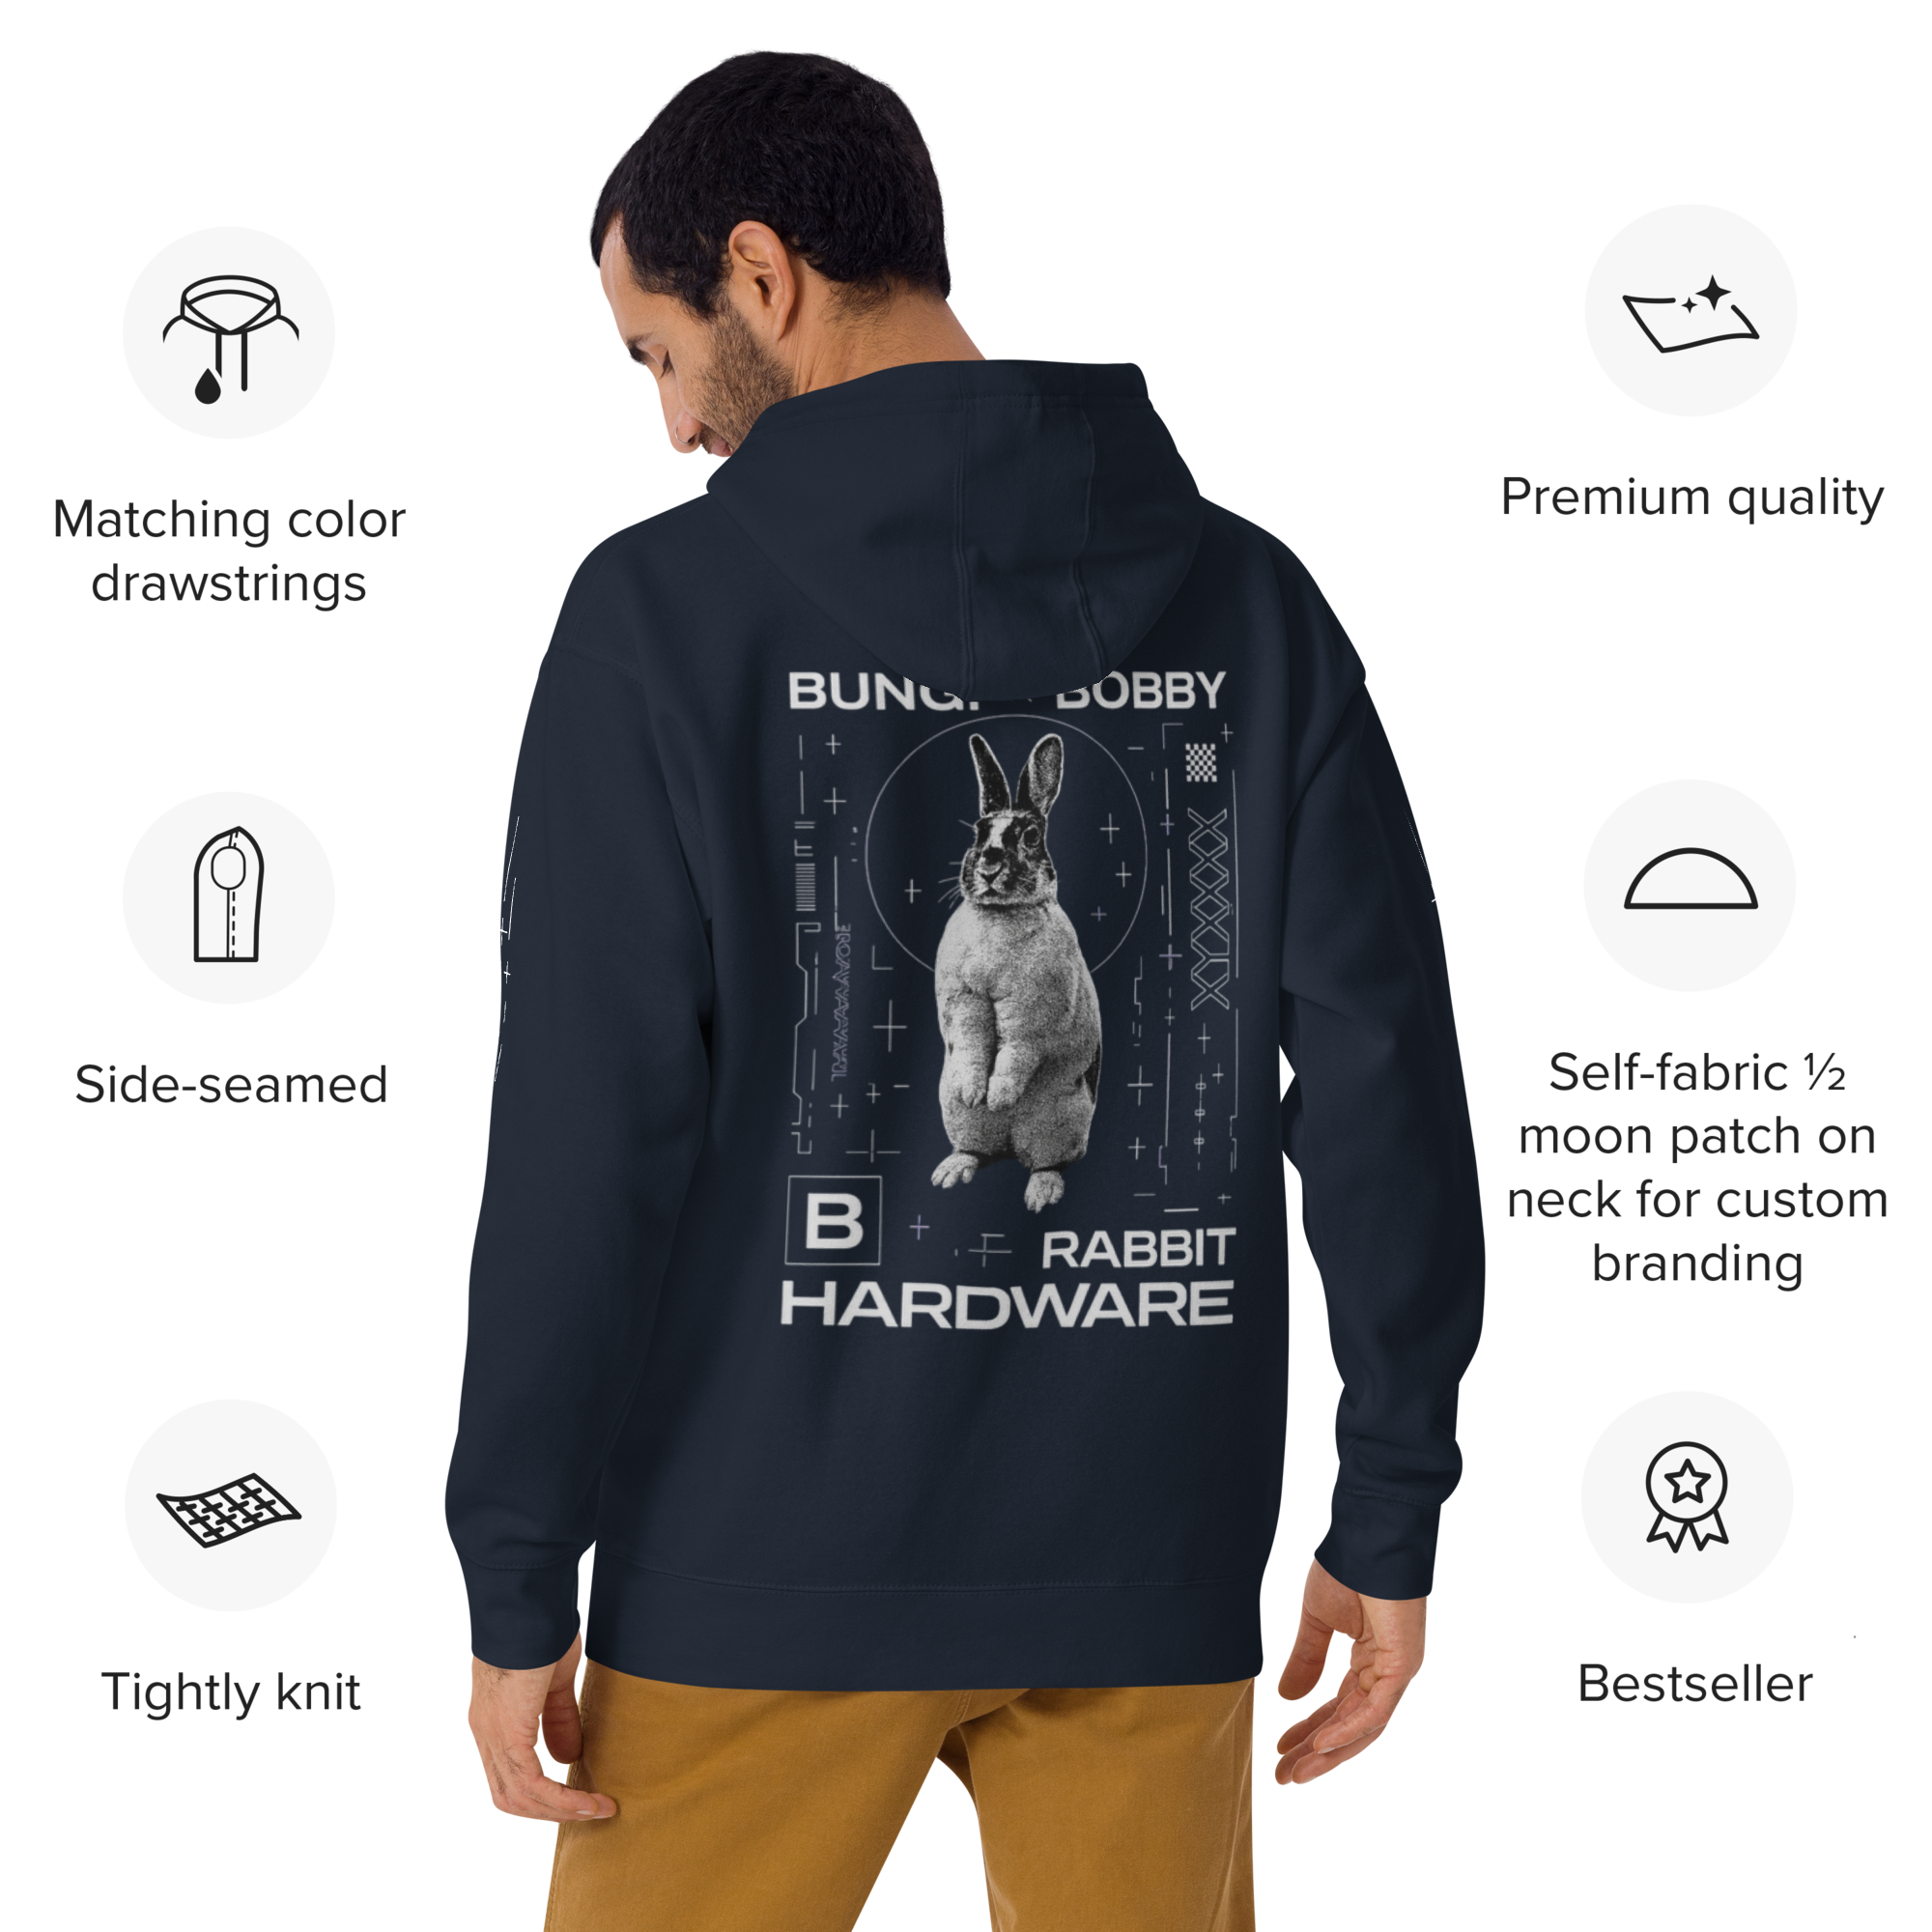 Matching color
drawstrings
Side-seamed
Tightly knit
BOBBY
B
RABBIT
HARDWARE
Premium quality
Self-fabric ½
moon patch on
neck for custom
branding
Bestseller